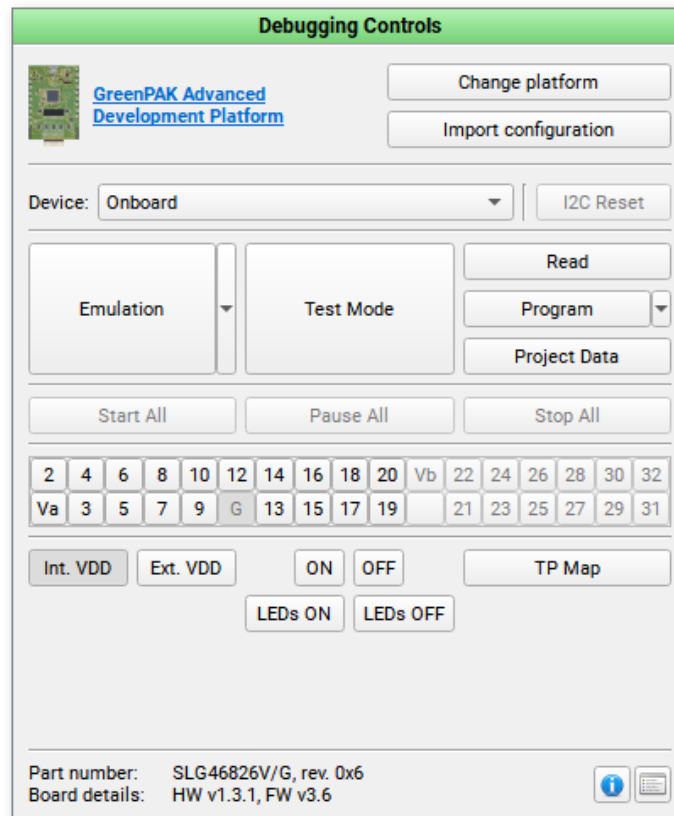 Debugging Controls
GreenPAK Advanced
Development Platform
Change platform
Import configuration
Device: Onboard I2C Reset
Emulation
Test Mode
Read
Program
Project Data
Start All Pause All Stop All
2 4 6 8 10 12 14 16 18 20 Vb 22 24 26 28 30 32
Va 3 5 7 9 G 13 15 17 19 21 23 25 27 29 31
Int. VDD Ext. VDD ON OFF TP Map
LEDs ON LEDs OFF
Part number: SLG46826V/G, rev. 0x6
Board details: HW v1.3.1, FW v3.6